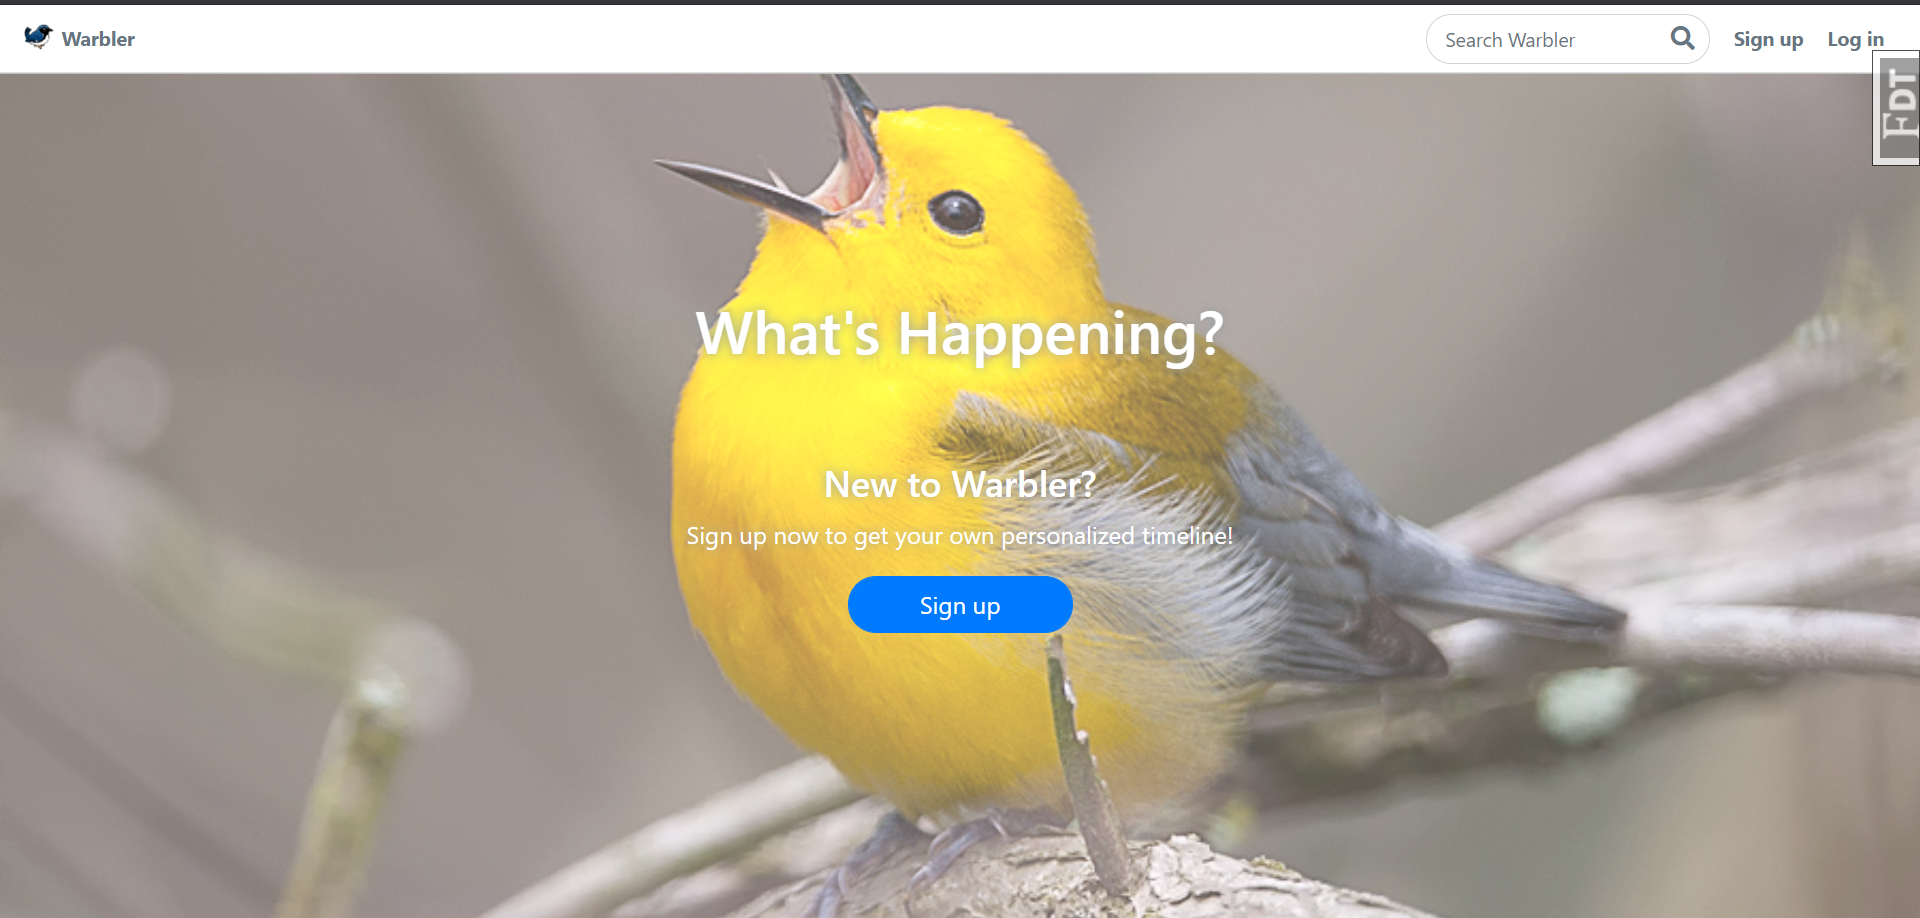 Warbler
Search Warbler
Sign up
Log in
FDT
What's Happening?
New to Warbler?
Sign up now to get your own personalized timeline!
Sign up